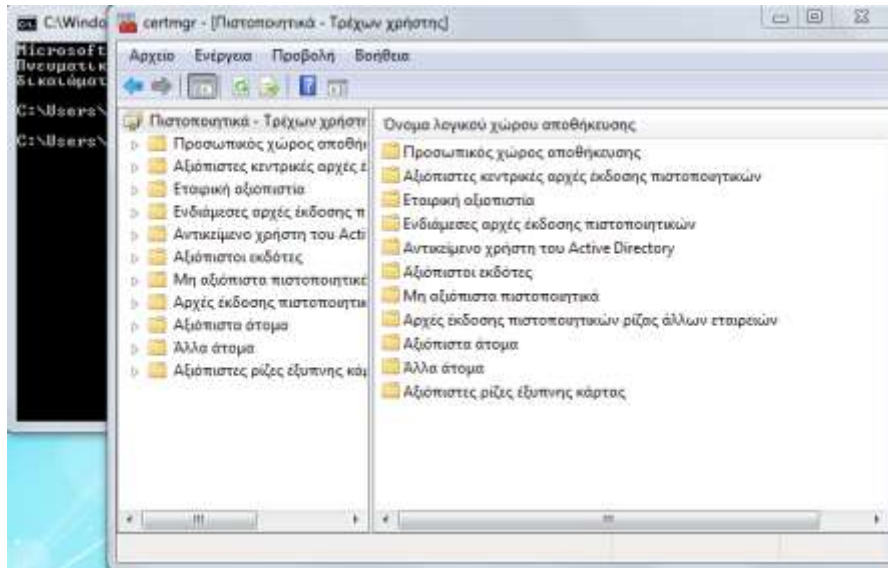 C:\Windo
Microsoft
Πνευματικ
δικαιώματ
C:\Users\
C:\Users\
certmgr - [Πιστοποιητικά - Τρέχων χρήστης]
Αρχείο Ενέργεια Προβολή Βοήθεια
Πιστοποιητικά - Τρέχων χρήστη
Προσωπικός χώρος αποθήκ
Αξιόπιστες κεντρικές αρχές έ
Εταιρική αξιοπιστία
Ενδιάμεσες αρχές έκδοσης π
Αντικείμενο χρήστη του Acti
Αξιόπιστοι εκδότες
Μη αξιόπιστα πιστοποιητικά
Αρχές έκδοσης πιστοποιητικ
Αξιόπιστα άτομα
Άλλα άτομα
Αξιόπιστες ρίζες έξυπνης κάρ
Όνομα λογικού χώρου αποθήκευσης
Προσωπικός χώρος αποθήκευσης
Αξιόπιστες κεντρικές αρχές έκδοσης πιστοποιητικών
Εταιρική αξιοπιστία
Ενδιάμεσες αρχές έκδοσης πιστοποιητικών
Αντικείμενο χρήστη του Active Directory
Αξιόπιστοι εκδότες
Μη αξιόπιστα πιστοποιητικά
Αρχές έκδοσης πιστοποιητικών ρίζας άλλων εταιρειών
Αξιόπιστα άτομα
Άλλα άτομα
Αξιόπιστες ρίζες έξυπνης κάρτας